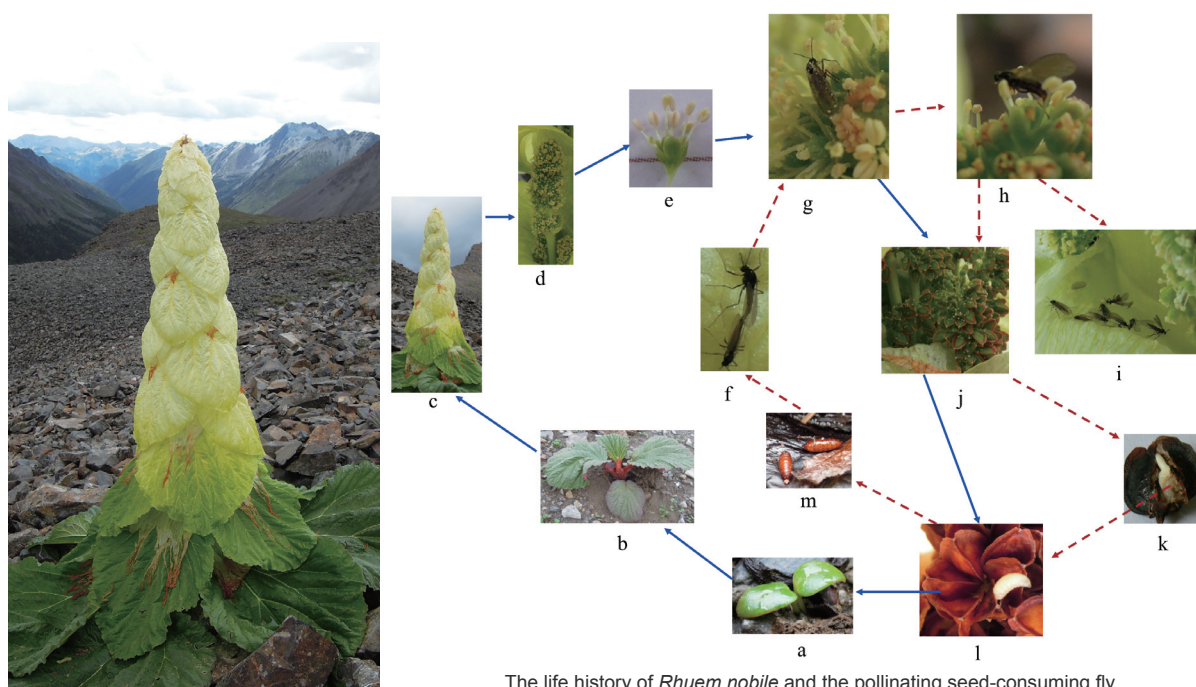 g
h
e
d
f
i
c
j
m
k
b
a
l
The life history of Rhuem nobile and the pollinating seed-consuming fly